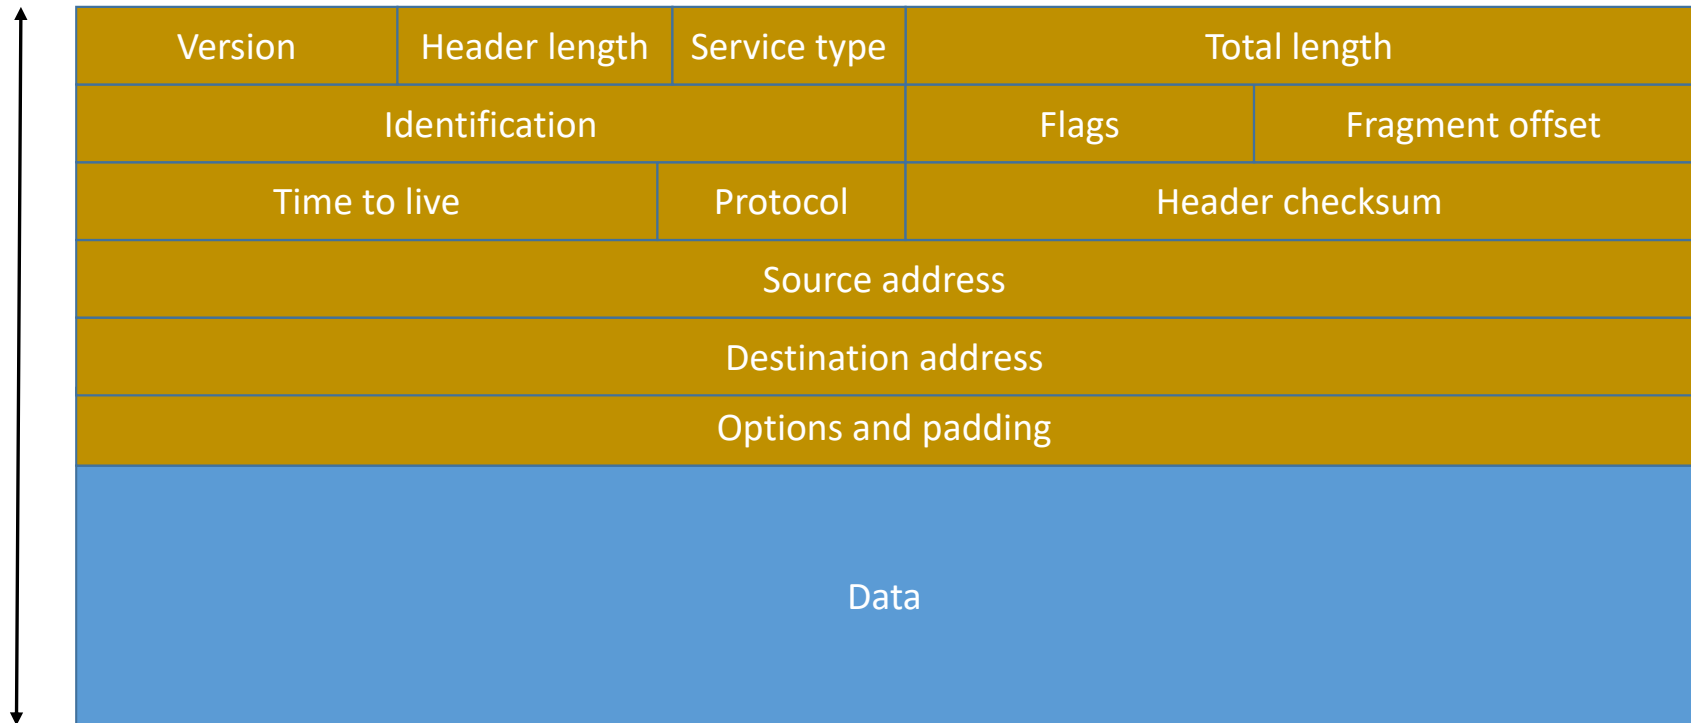 Version Header length Service type Total length
Identification Flags Fragment offset
Time to live Protocol Header checksum
Source address
Destination address
Options and padding
Data